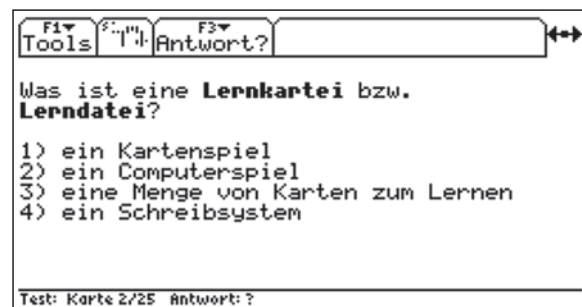 F1▼ F3▼
Tools Antwort?
Was ist eine Lernkartei bzw.
Lerndatei?
1) ein Kartenspiel
2) ein Computerspiel
3) eine Menge von Karten zum Lernen
4) ein Schreibsystem
Test: Karte 2/25 Antwort: ?